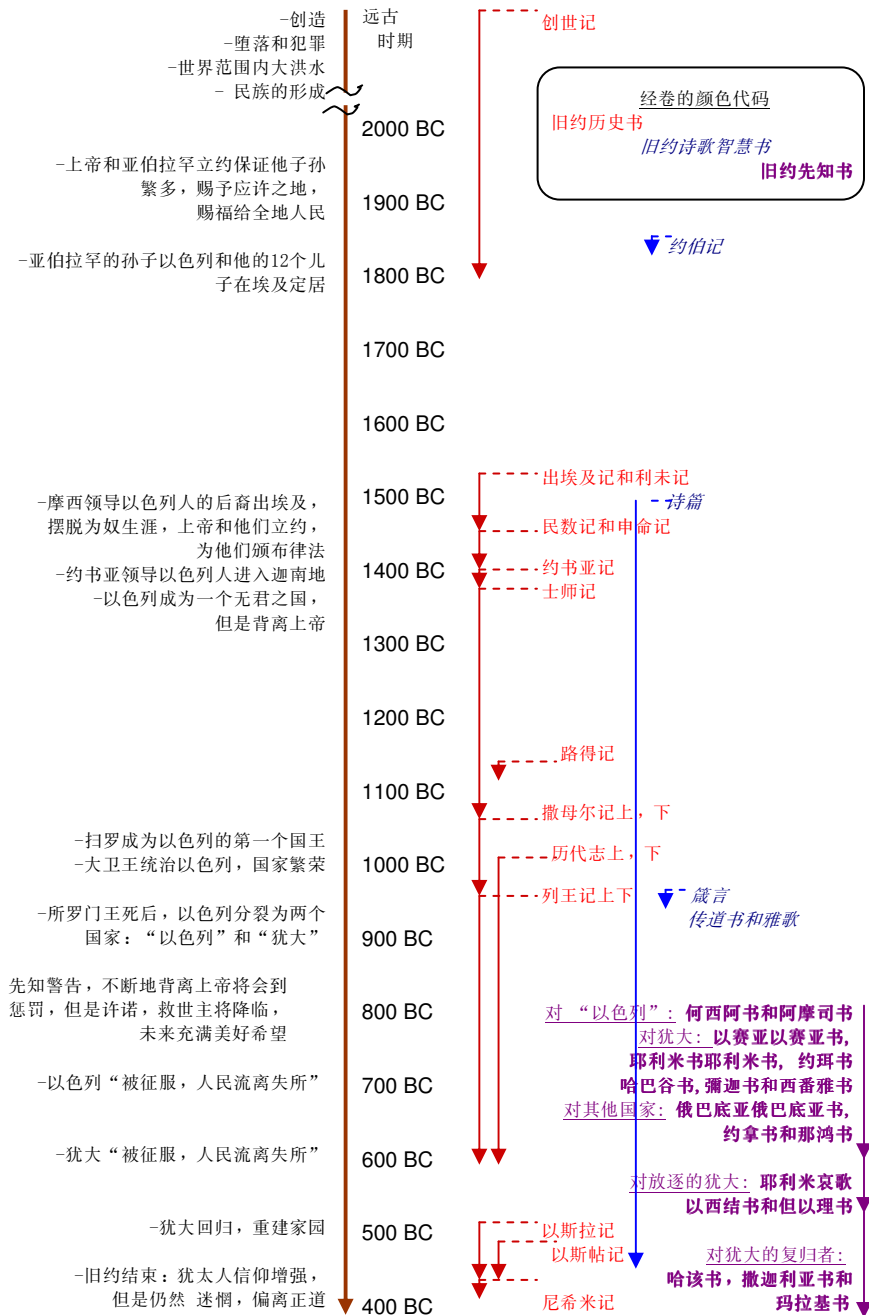 -创造
-堕落和犯罪
-世界范围内大洪水
- 民族的形成
-上帝和亚伯拉罕立约保证他子孙
繁多，赐予应许之地，
赐福给全地人民
-亚伯拉罕的孙子以色列和他的12个儿
子在埃及定居
-摩西领导以色列人的后裔出埃及，
摆脱为奴生涯，上帝和他们立约，
为他们颁布律法
-约书亚领导以色列人进入迦南地
-以色列成为一个无君之国，
但是背离上帝
-扫罗成为以色列的第一个国王
-大卫王统治以色列，国家繁荣
-所罗门王死后，以色列分裂为两个
国家：“以色列”和“犹大”
先知警告，不断地背离上帝将会到
惩罚，但是许诺，救世主将降临，
未来充满美好希望
-以色列“被征服，人民流离失所”
-犹大“被征服，人民流离失所”
-犹大回归，重建家园
-旧约结束：犹太人信仰增强，
但是仍然 迷惘，偏离正道
远古
时期
2000 BC
1900 BC
1800 BC
1700 BC
1600 BC
1500 BC
1400 BC
1300 BC
1200 BC
1100 BC
1000 BC
900 BC
800 BC
700 BC
600 BC
500 BC
400 BC
创世记
经卷的颜色代码
旧约历史书
旧约诗歌智慧书
旧约先知书
约伯记
出埃及记和利未记
诗篇
民数记和申命记
约书亚记
士师记
路得记
撒母尔记上，下
历代志上，下
列王记上下
箴言
传道书和雅歌
对 “以色列”: 何西阿书和阿摩司书
对犹大: 以赛亚以赛亚书,
耶利米书耶利米书, 约珥书
哈巴谷书,彌迦书和西番雅书
对其他国家: 俄巴底亚俄巴底亚书,
约拿书和那鸿书
对放逐的犹大: 耶利米哀歌
以西结书和但以理书
以斯拉记
以斯帖记
尼希米记
对犹大的复归者:
哈该书，撒迦利亚书和
玛拉基书